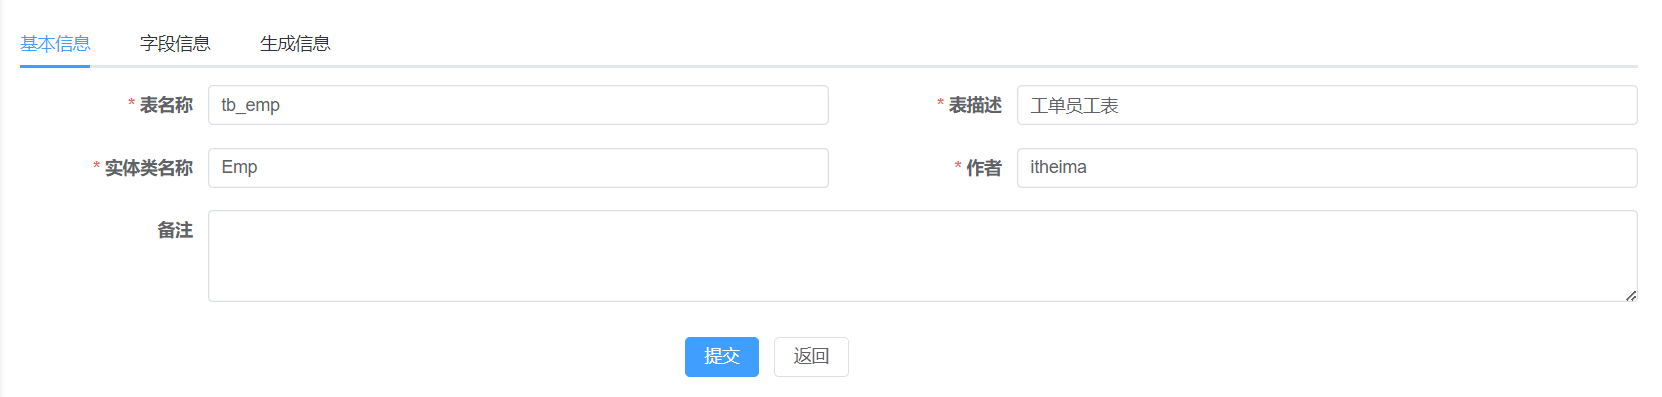 基本信息 字段信息 生成信息
* 表名称 tb_emp * 表描述 工单员工表
* 实体类名称 Emp * 作者 itheima
备注
提交 返回